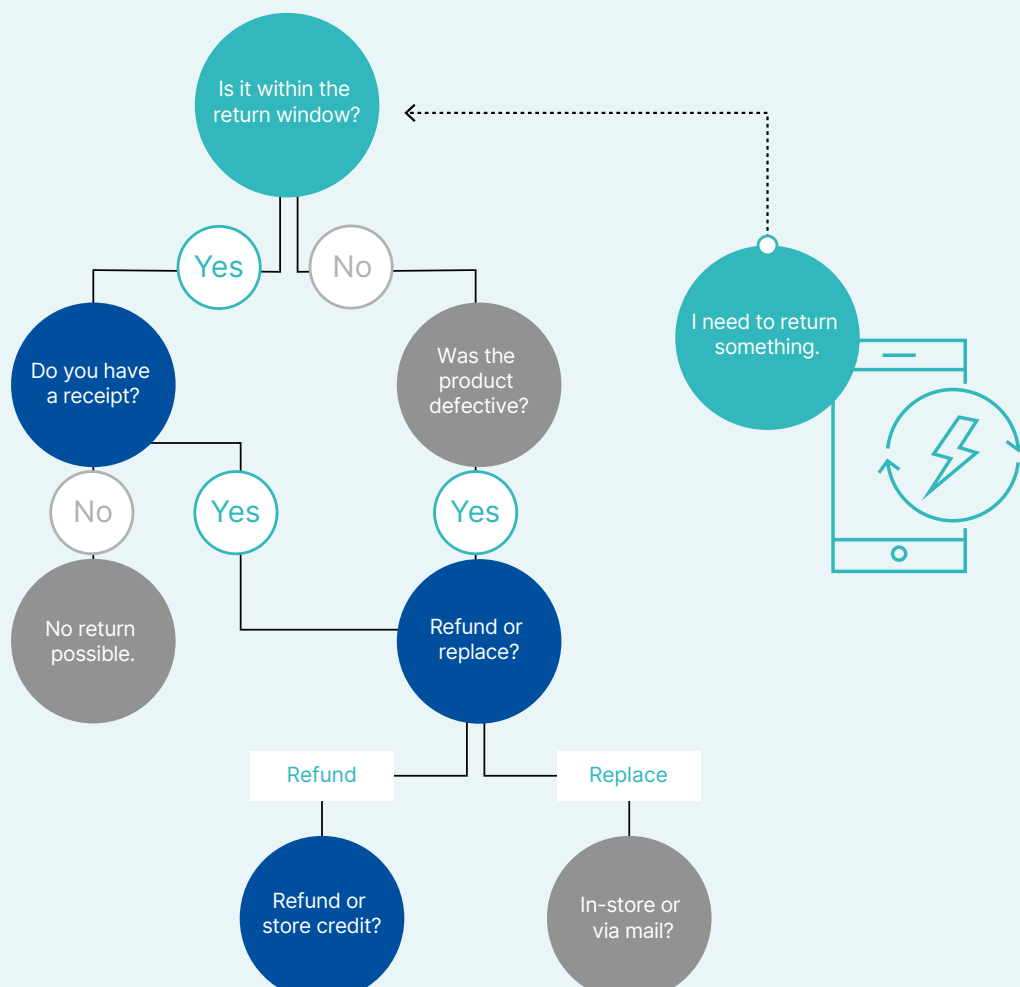 Is it within the
return window?
Yes
No
I need to return
something.
Do you have
a receipt?
Was the
product
defective?
No
Yes
Yes
No return
possible.
Refund or
replace?
Refund
Replace
Refund or
store credit?
In-store or
via mail?